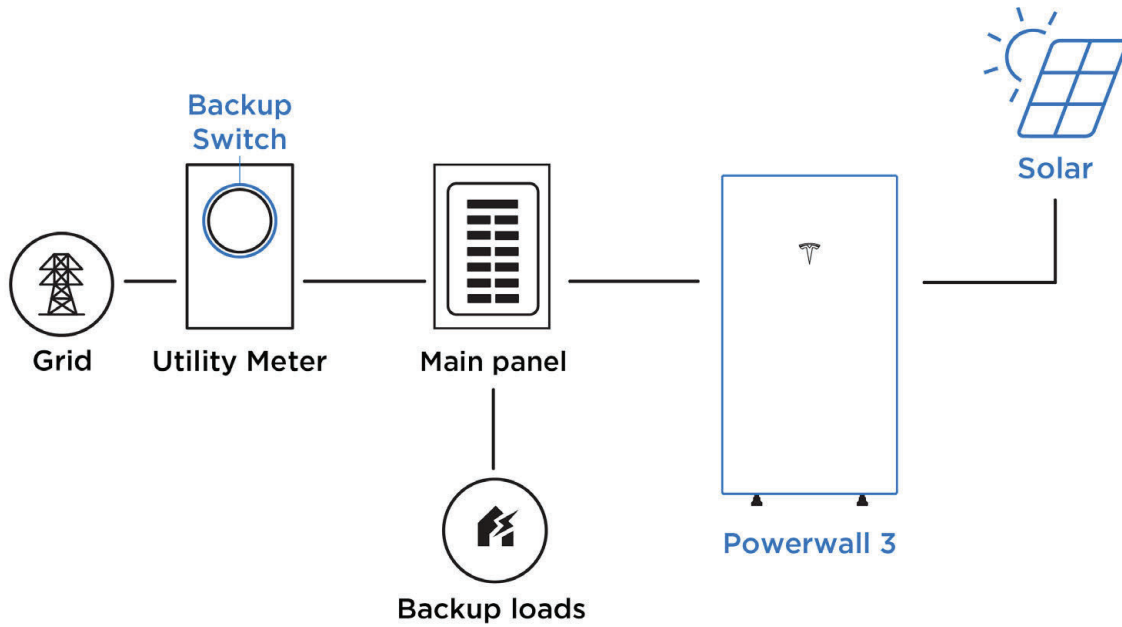 Backup
Switch
Solar
Grid
Utility Meter
Main panel
Powerwall 3
Backup loads